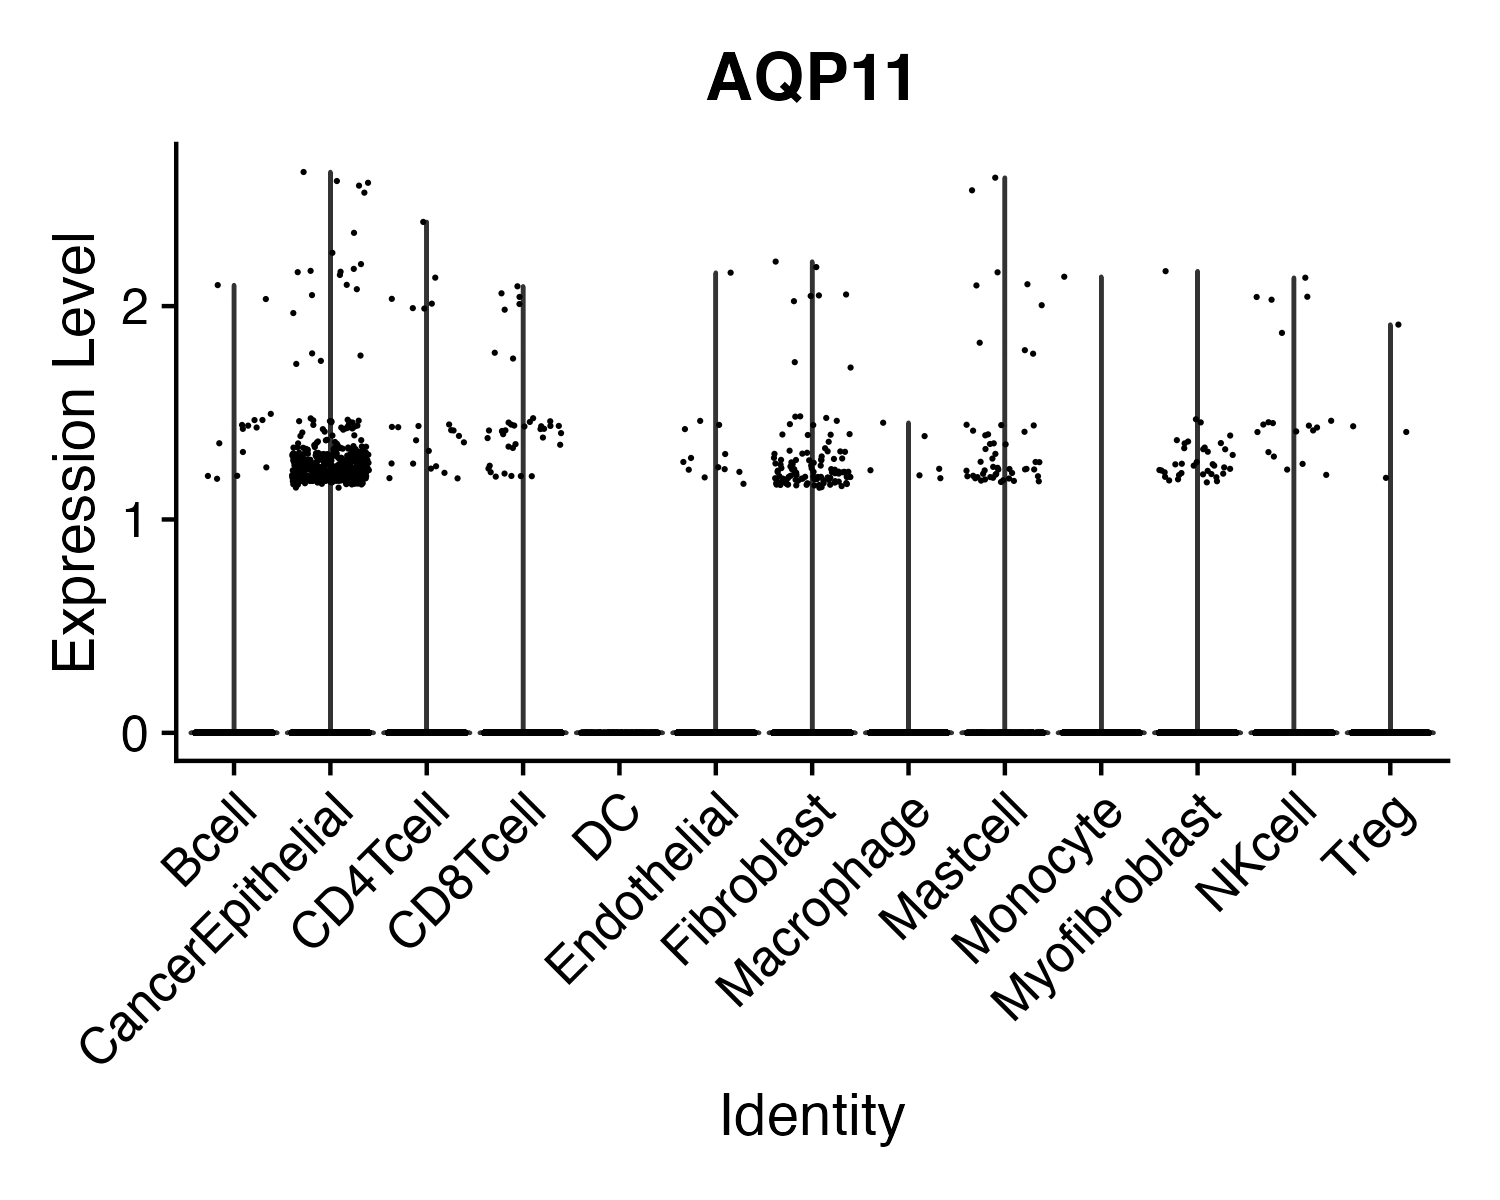 AQP11
Expression Level
2
1
0
Bcell
CancerEpithelial
CD4Tcell
CD8Tcell
DC
Endothelial
Fibroblast
Macrophage
Mastcell
Monocyte
Myofibroblast
NKcell
Treg
Identity